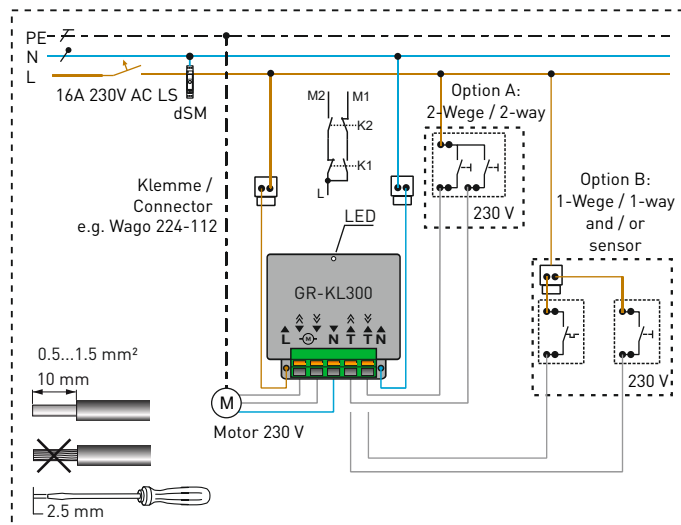 PE
N
L
16A 230V AC LS
dSM
M2 M1
K2
K1
L
Option A:
2-Wege / 2-way
230 V
Option B:
1-Wege / 1-way
and / or
sensor
230 V
Klemme /
Connector
e.g. Wago 224-112
LED
GR-KL300
L M N T T N
M
Motor 230 V
0.5...1.5 mm²
10 mm
2.5 mm